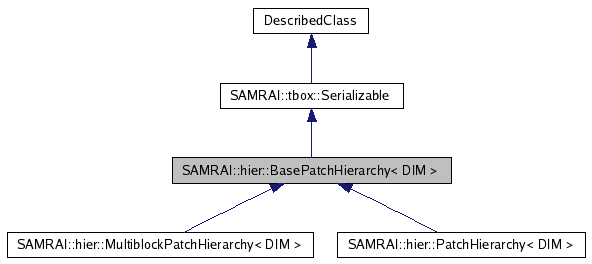 DescribedClass
SAMRAI::tbox::Serializable
SAMRAI::hier::BasePatchHierarchy< DIM >
SAMRAI::hier::MultiblockPatchHierarchy< DIM >
SAMRAI::hier::PatchHierarchy< DIM >